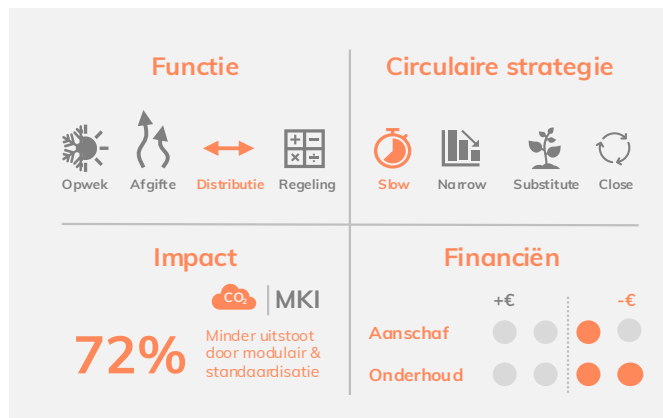 Functie
Opwek Afgifte Distributie Regeling
Circulaire strategie
Slow Narrow Substitute Close
Impact
CO2 MKI
72%
Minder uitstoot
door modulair &
standaardisatie
Financiën
+€ -€
Aanschaf
Onderhoud